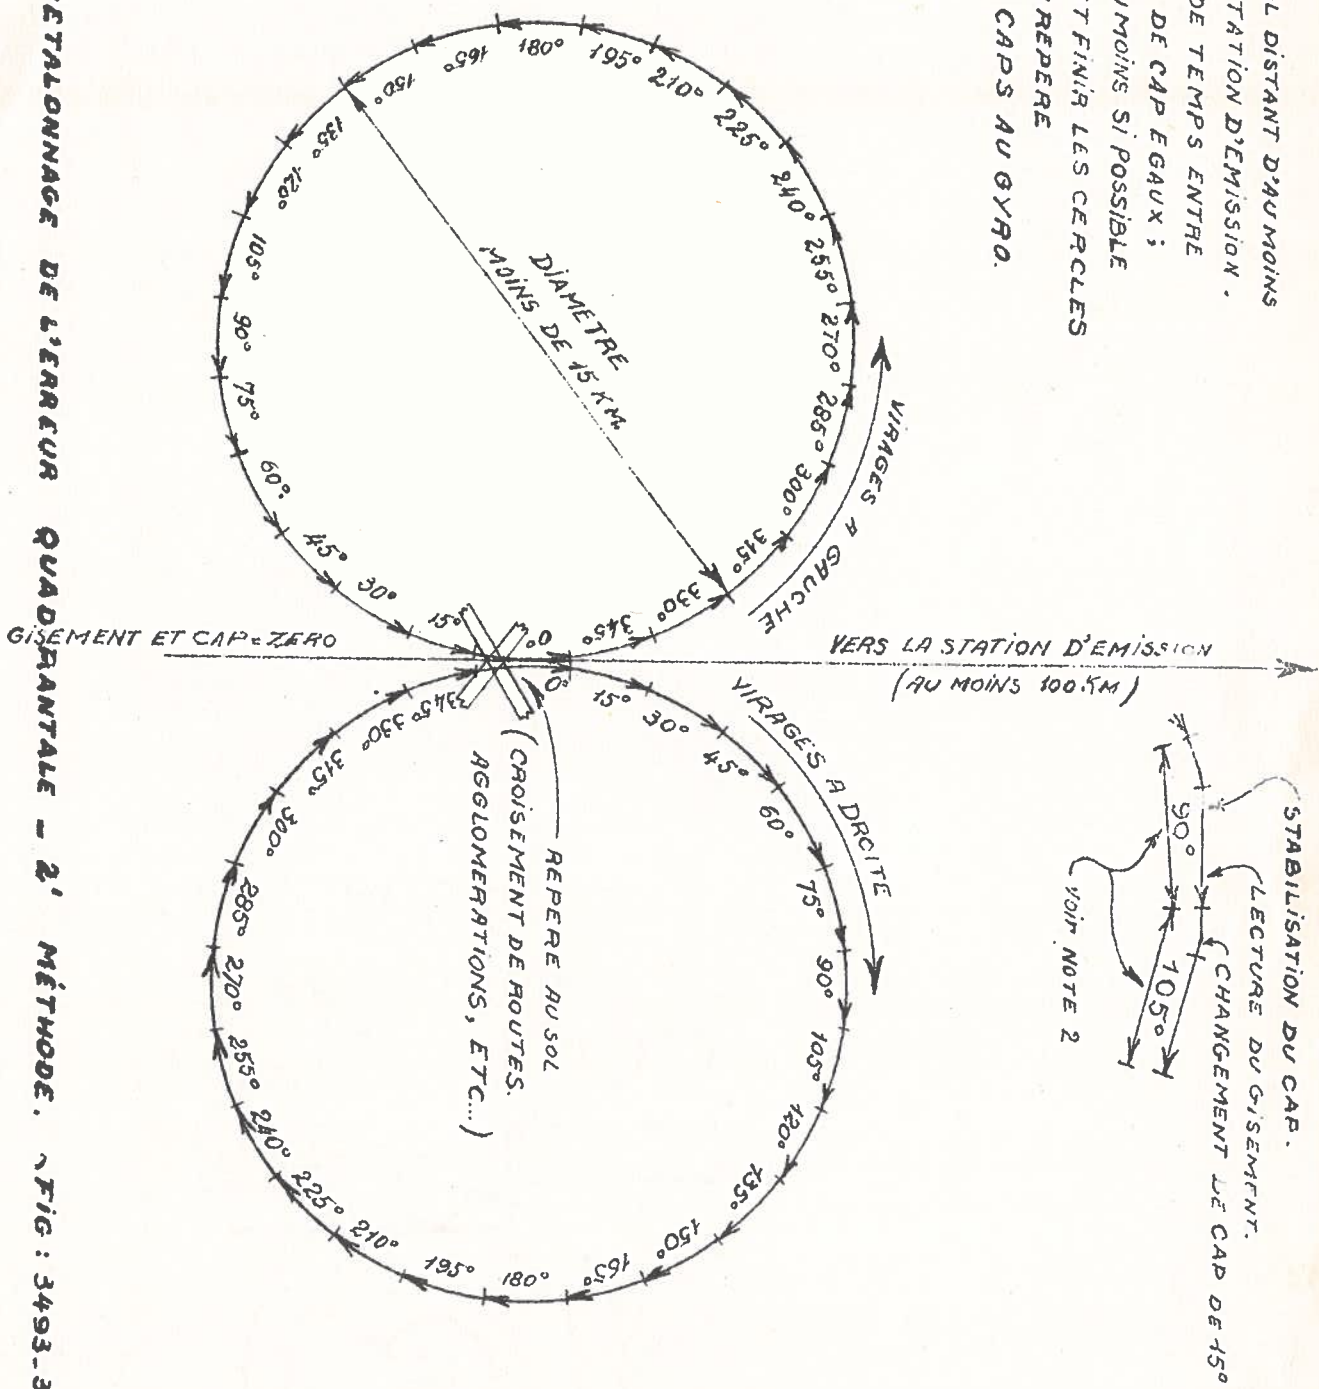 L DISTANT D'AU MOINS
TATION D'EMISSION.
DE TEMPS ENTRE
DE CAP EGAUX;
MOINS SI POSSIBLE
T FINIR LES CERCLES
REPERE
CAPS AU GYRO.
180°
195°
210°
225°
240°
255°
270°
285°
300°
315°
330°
345°
0°
15°
30°
45°
60°
75°
90°
105°
120°
135°
150°
165°
DIAMETRE
MOINS DE 15 KM.
VIRAGES A GAUCHE
GISEMENT ET CAP=ZERO
VERS LA STATION D'EMISSION
(AU MOINS 100.KM)
VIRAGES A DROITE
0°
15°
30°
45°
60°
75°
90°
105°
120°
135°
150°
165°
180°
195°
210°
225°
240°
255°
270°
285°
300°
315°
330°
345°
REPERE AU SOL
(CROISEMENT DE ROUTES.
AGGLOMERATIONS, ETC...)
STABILISATION DU CAP.
LECTURE DU GISEMENT.
CHANGEMENT DE CAP DE 15°
90°
105°
VOIR NOTE 2
ETALONNAGE DE L'ERREUR QUADRANTALE - 2' MÉTHODE. FIG: 3493-3